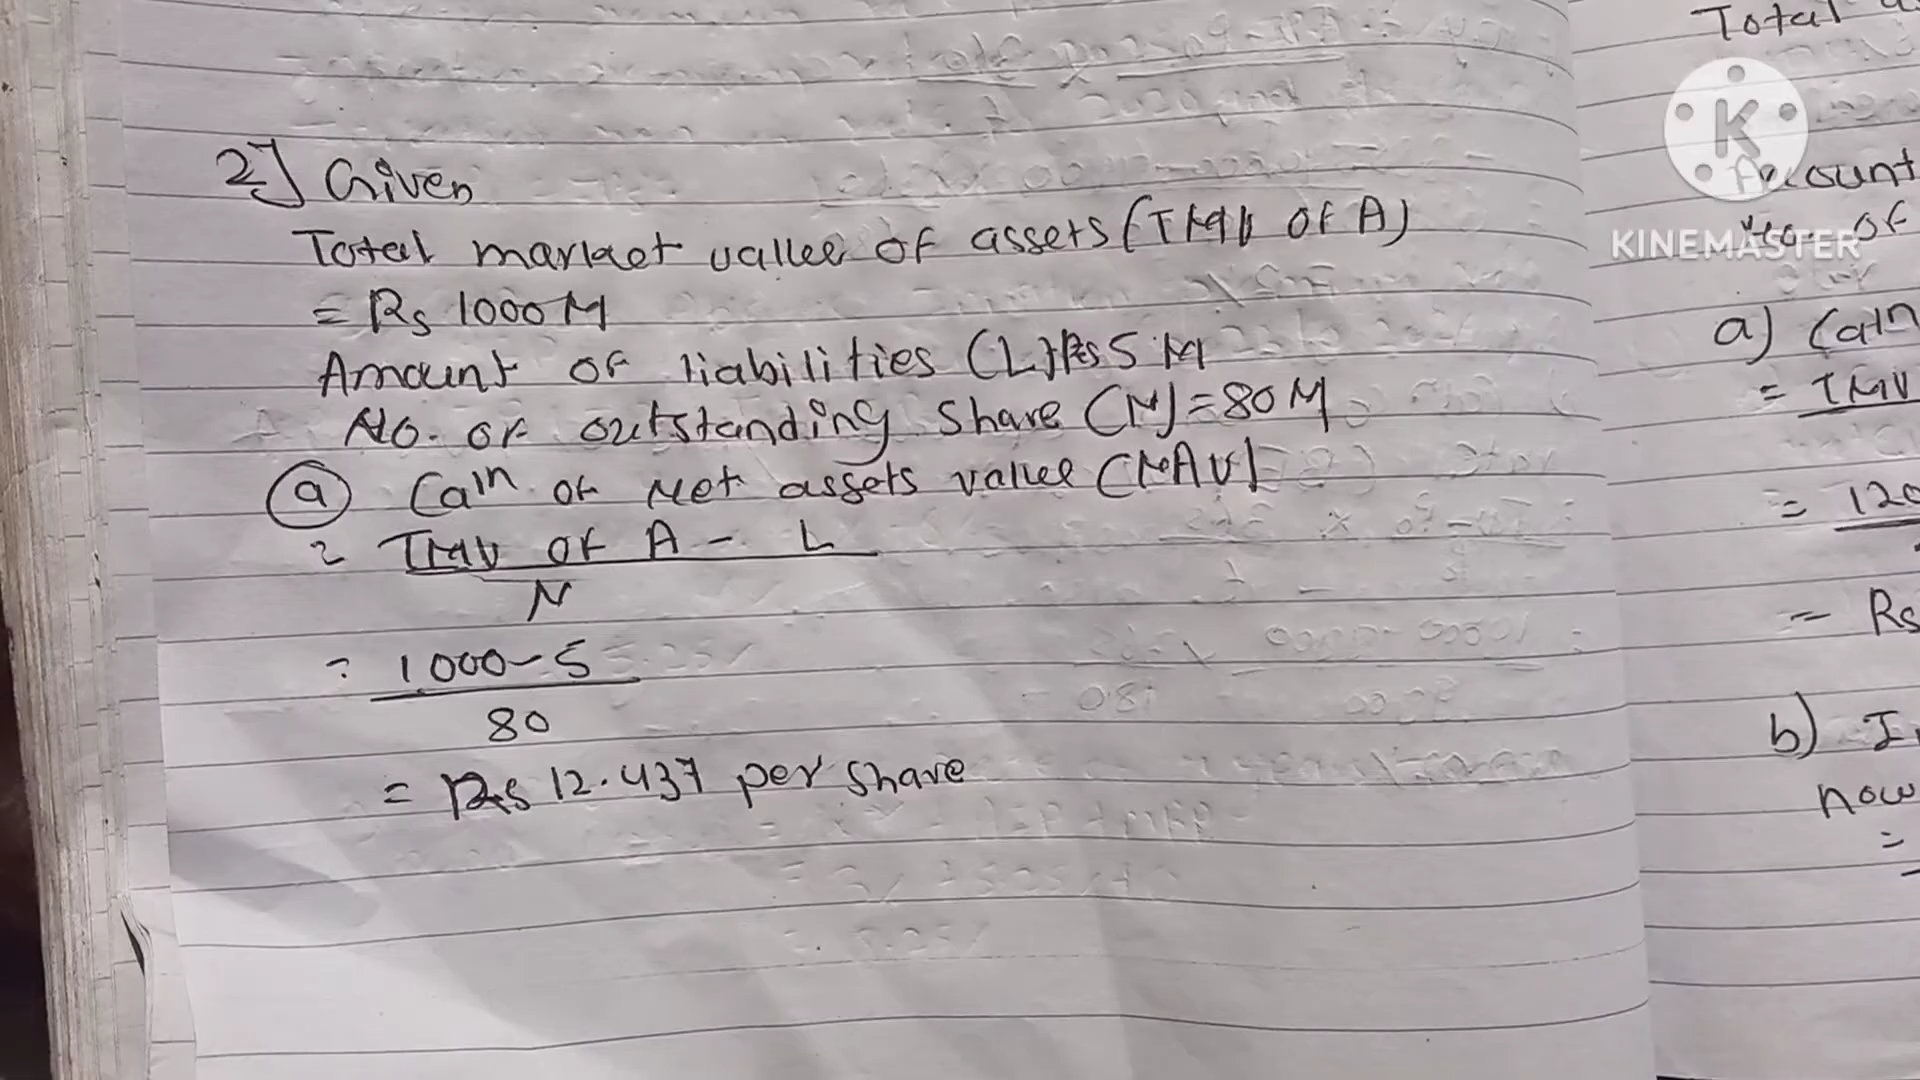 2] Given
Total market value of assets (TMV of A)
= Rs 1000 M
Amount of liabilities (L) Rs 5 M
No. of outstanding share (N) = 80 M
(a) Caln of Net assets value (NAV)
= TMV of A - L
N
= 1000 - 5
80
= Rs 12.437 per share
Total
Account
of
KINEMASTER
a) Caln
= TMV
= 120
= Rs
b) I
now
=